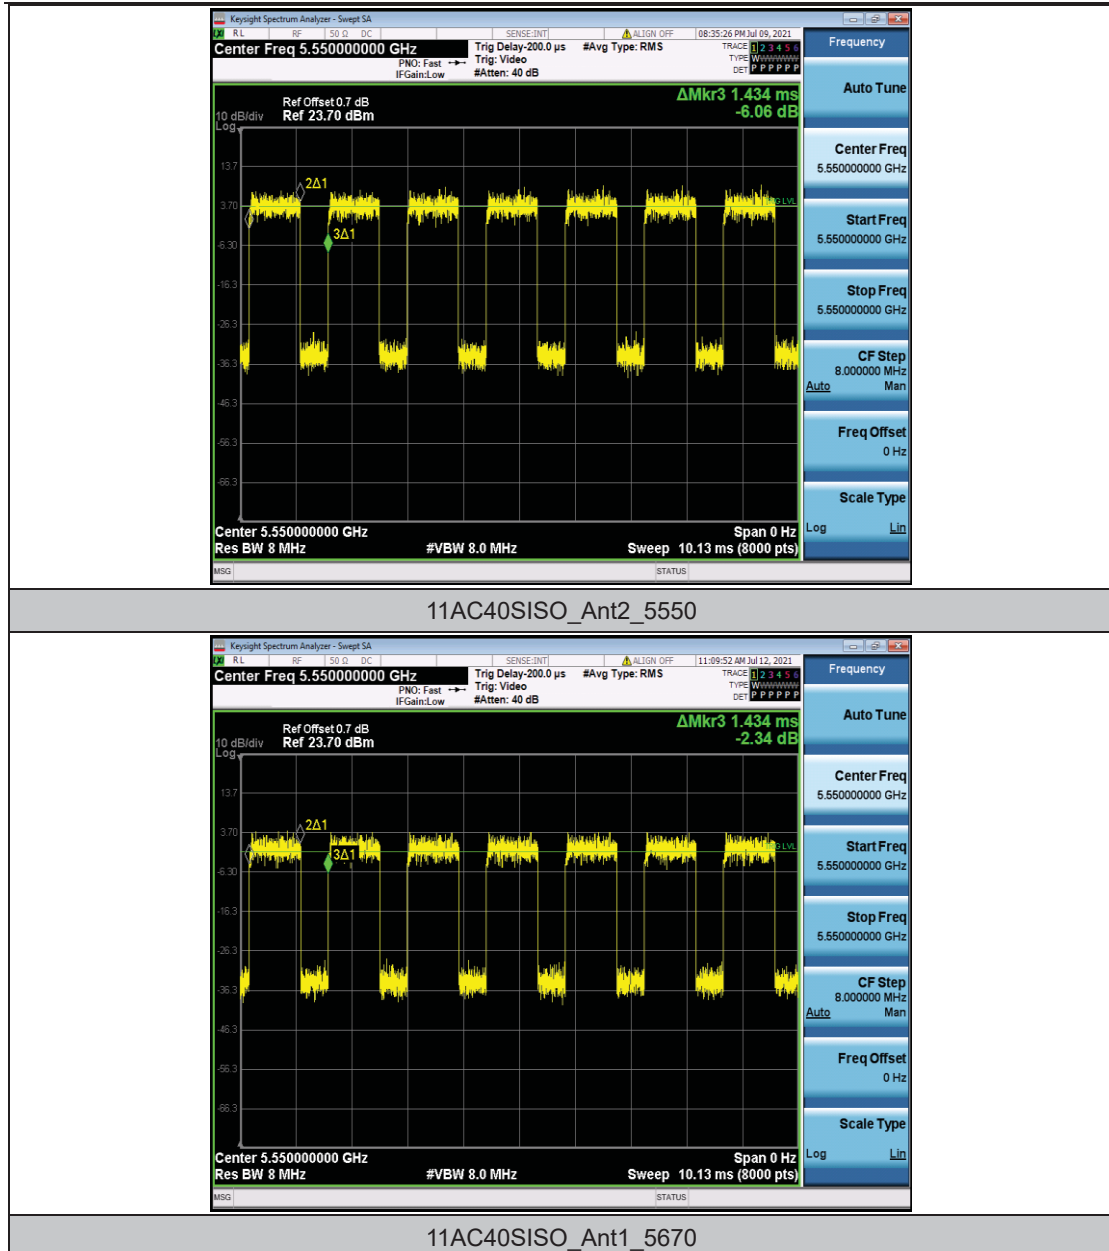 Keysight Spectrum Analyzer - Swept SA
LXI RL RF 50 Ω DC SENSE:INT ALIGN OFF 08:35:26 PM Jul 09, 2021
Center Freq 5.550000000 GHz
PNO: Fast
IFGain:Low
Trig Delay-200.0 µs
Trig: Video
#Atten: 40 dB
#Avg Type: RMS
TRACE 1 2 3 4 5 6
TYPE WWWWWW
DET P P P P P P
ΔMkr3 1.434 ms
-6.06 dB
Ref Offset 0.7 dB
10 dB/div Ref 23.70 dBm
Log
13.7
3.70
-6.30
-16.3
-26.3
-36.3
-46.3
-56.3
-66.3
2Δ1
3Δ1
Center 5.550000000 GHz Span 0 Hz
Res BW 8 MHz #VBW 8.0 MHz Sweep 10.13 ms (8000 pts)
MSG STATUS
Frequency
Auto Tune
Center Freq
5.550000000 GHz
Start Freq
5.550000000 GHz
Stop Freq
5.550000000 GHz
CF Step
8.000000 MHz
Auto Man
Freq Offset
0 Hz
Scale Type
Log Lin
11AC40SISO_Ant2_5550
Keysight Spectrum Analyzer - Swept SA
LXI RL RF 50 Ω DC SENSE:INT ALIGN OFF 11:09:52 AM Jul 12, 2021
Center Freq 5.550000000 GHz
PNO: Fast
IFGain:Low
Trig Delay-200.0 µs
Trig: Video
#Atten: 40 dB
#Avg Type: RMS
TRACE 1 2 3 4 5 6
TYPE WWWWWW
DET P P P P P P
ΔMkr3 1.434 ms
-2.34 dB
Ref Offset 0.7 dB
10 dB/div Ref 23.70 dBm
Log
13.7
3.70
-6.30
-16.3
-26.3
-36.3
-46.3
-56.3
-66.3
2Δ1
3Δ1
Center 5.550000000 GHz Span 0 Hz
Res BW 8 MHz #VBW 8.0 MHz Sweep 10.13 ms (8000 pts)
MSG STATUS
Frequency
Auto Tune
Center Freq
5.550000000 GHz
Start Freq
5.550000000 GHz
Stop Freq
5.550000000 GHz
CF Step
8.000000 MHz
Auto Man
Freq Offset
0 Hz
Scale Type
Log Lin
11AC40SISO_Ant1_5670